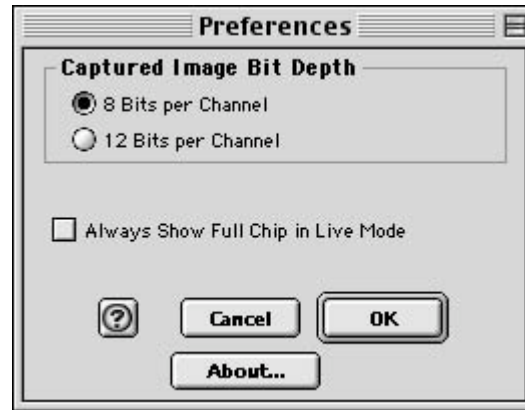 Preferences
Captured Image Bit Depth
8 Bits per Channel
12 Bits per Channel
Always Show Full Chip in Live Mode
?
Cancel
OK
About...